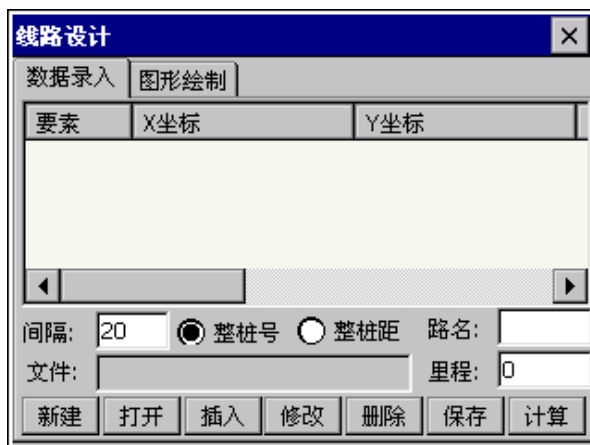 线路设计
数据录入 图形绘制
要素 X坐标 Y坐标
间隔: 20 整桩号 整桩距 路名:
文件: 里程: 0
新建 打开 插入 修改 删除 保存 计算